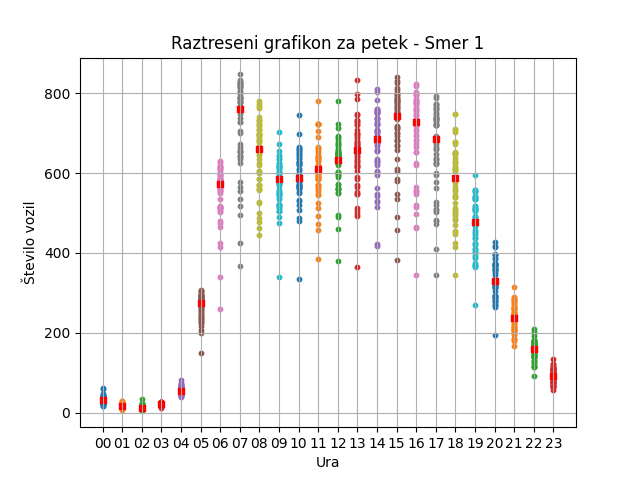 Raztreseni grafikon za petek - Smer 1
Število vozil
800
600
400
200
0
00 01 02 03 04 05 06 07 08 09 10 11 12 13 14 15 16 17 18 19 20 21 22 23
Ura